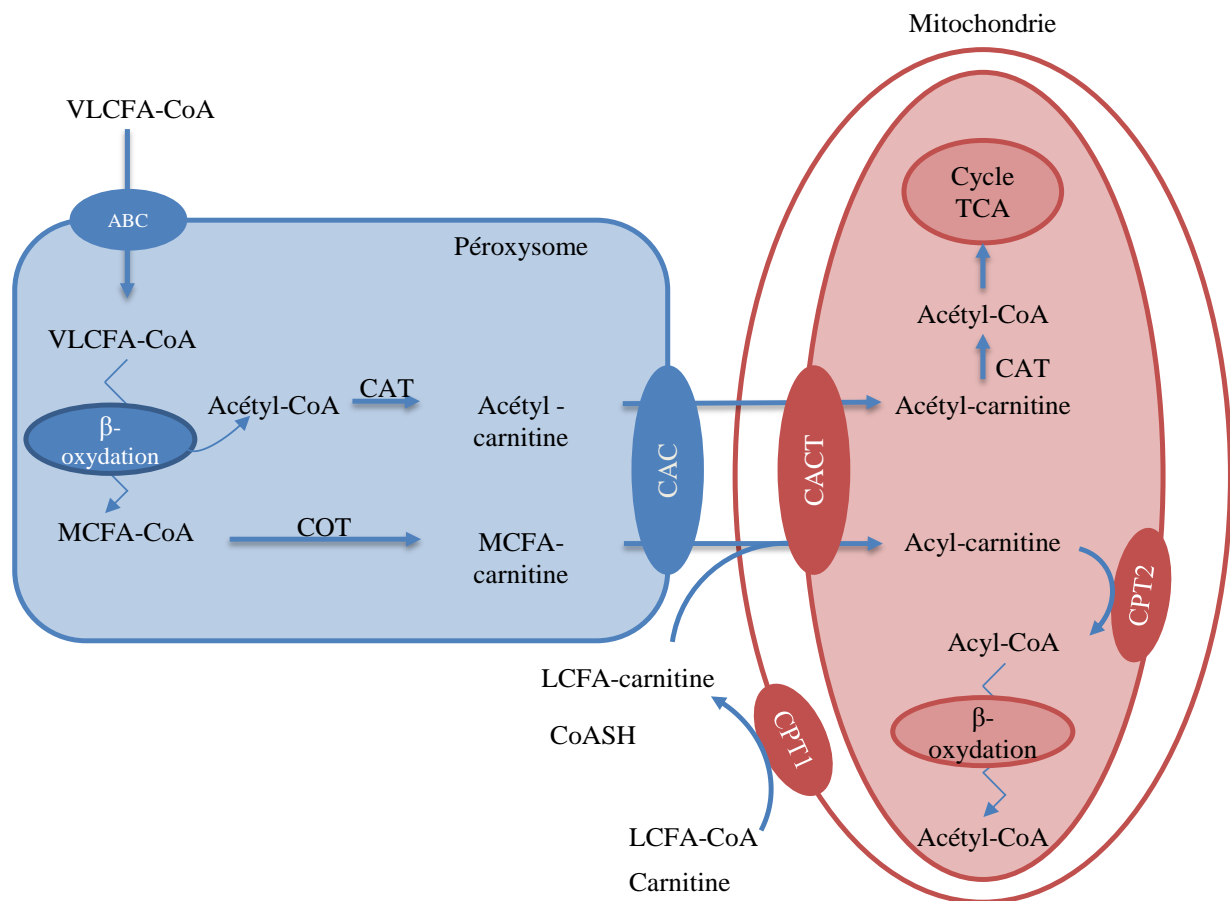 Mitochondrie
VLCFA-CoA
ABC
Péroxysome
VLCFA-CoA
β-
oxydation
Acétyl-CoA
CAT
Acétyl -
carnitine
MCFA-CoA
COT
MCFA-
carnitine
CAC
CACT
Cycle
TCA
Acétyl-CoA
CAT
Acétyl-carnitine
Acyl-carnitine
CPT2
Acyl-CoA
β-
oxydation
Acétyl-CoA
LCFA-carnitine
CoASH
CPT1
LCFA-CoA
Carnitine